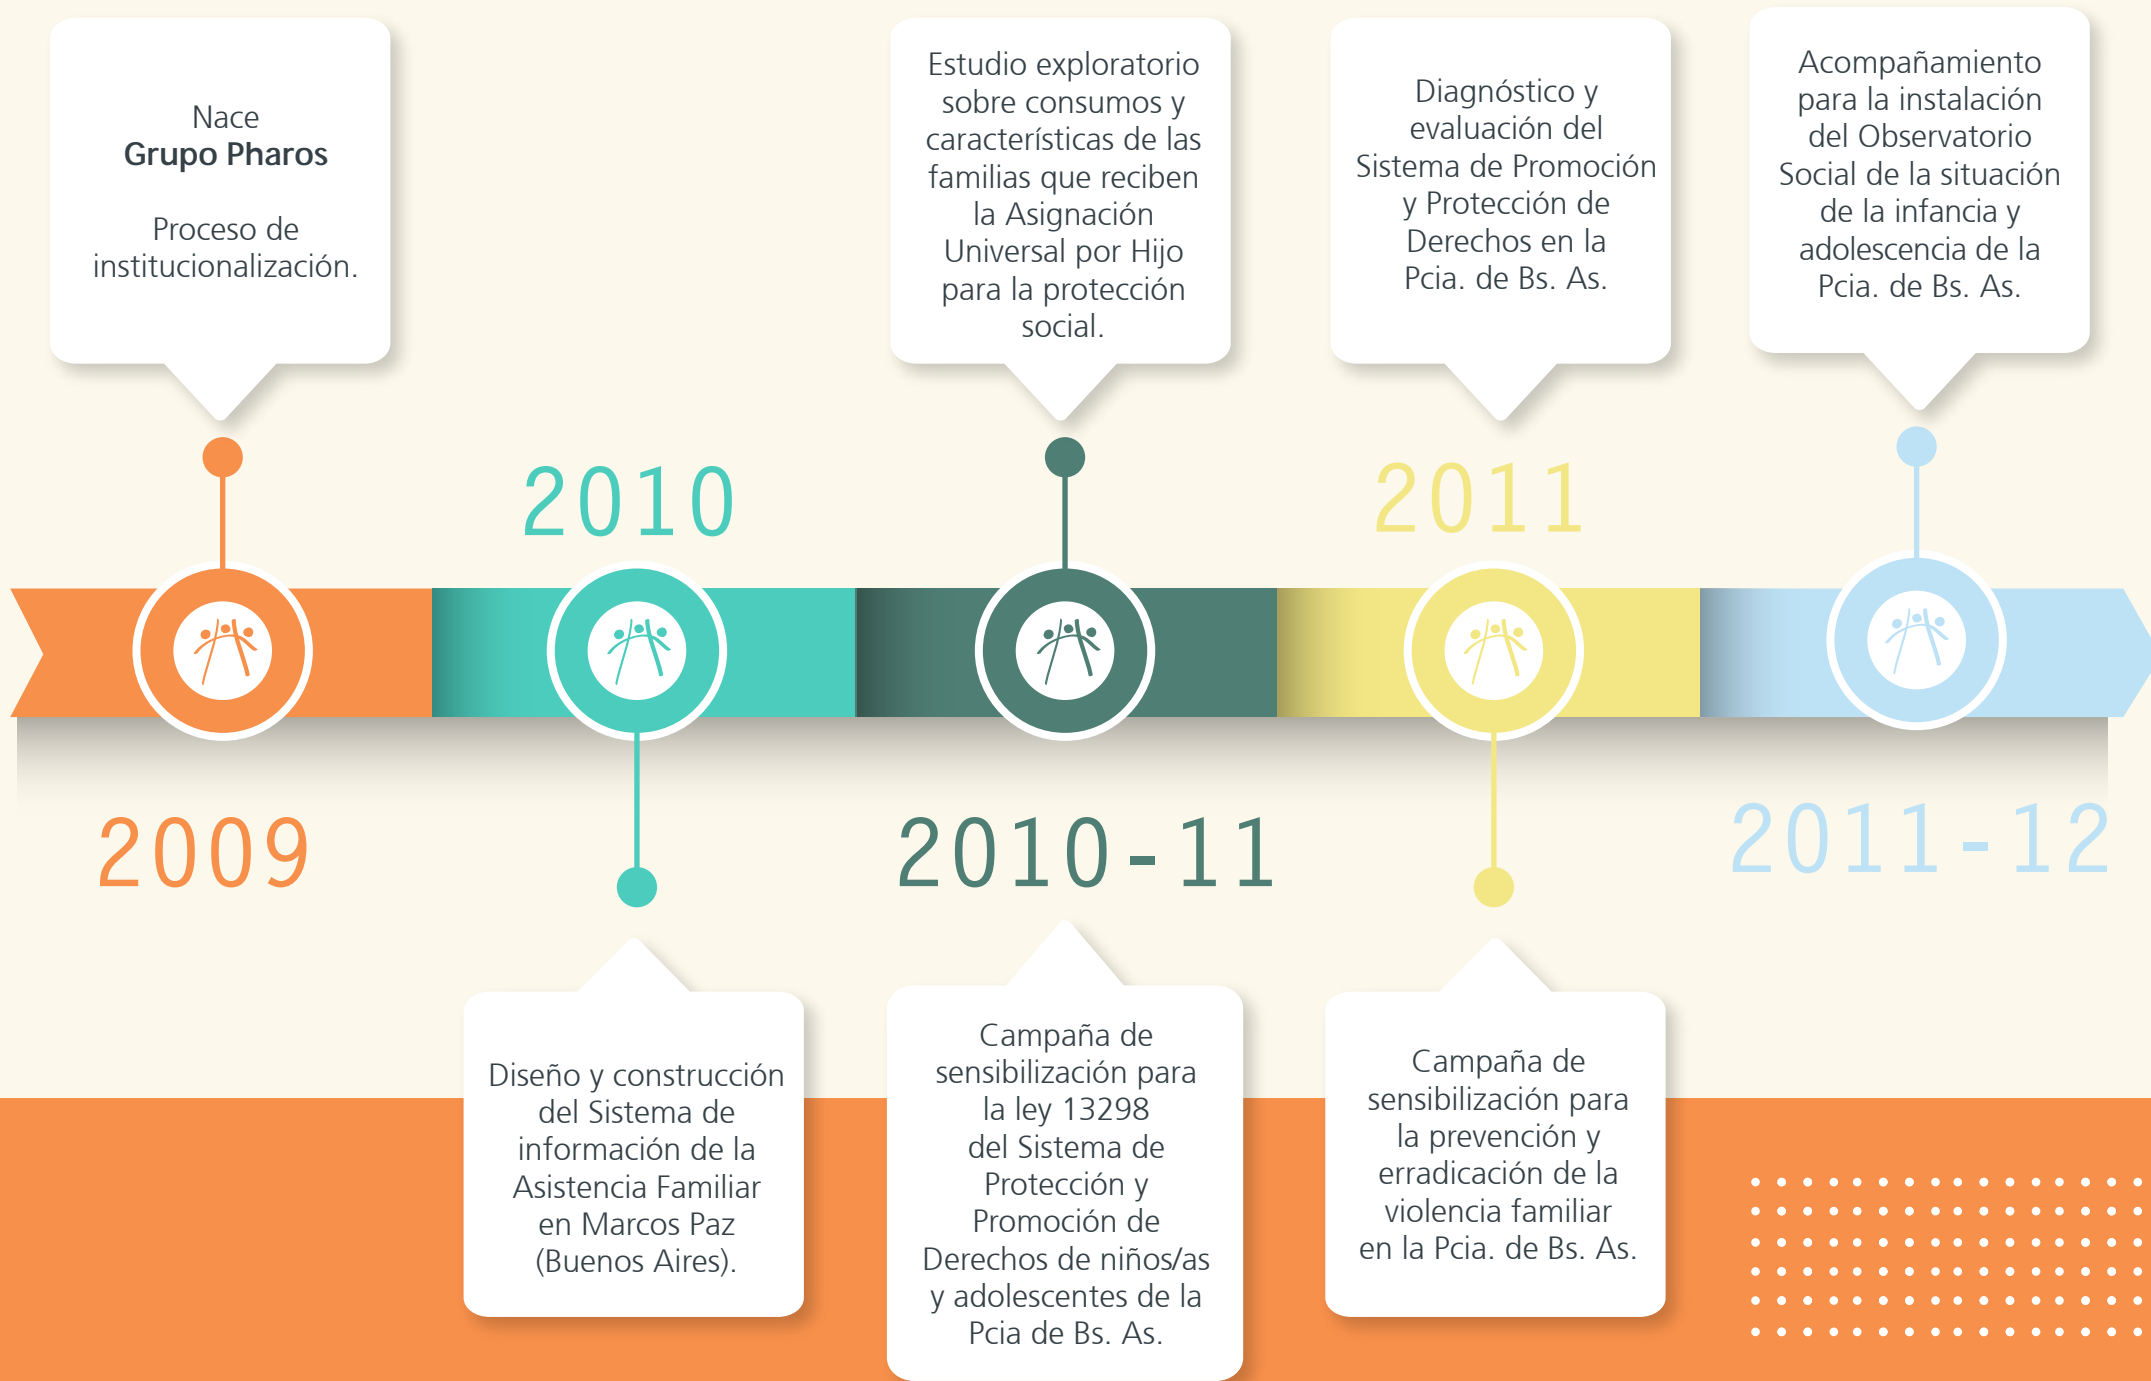 Nace
Grupo Pharos
Proceso de
institucionalización.
2009
2010
Diseño y construcción
del Sistema de
información de la
Asistencia Familiar
en Marcos Paz
(Buenos Aires).
Estudio exploratorio
sobre consumos y
características de las
familias que reciben
la Asignación
Universal por Hijo
para la protección
social.
2010-11
Campaña de
sensibilización para
la ley 13298
del Sistema de
Protección y
Promoción de
Derechos de niños/as
y adolescentes de la
Pcia de Bs. As.
Diagnóstico y
evaluación del
Sistema de Promoción
y Protección de
Derechos en la
Pcia. de Bs. As.
2011
Campaña de
sensibilización para
la prevención y
erradicación de la
violencia familiar
en la Pcia. de Bs. As.
Acompañamiento
para la instalación
del Observatorio
Social de la situación
de la infancia y
adolescencia de la
Pcia. de Bs. As.
2011-12